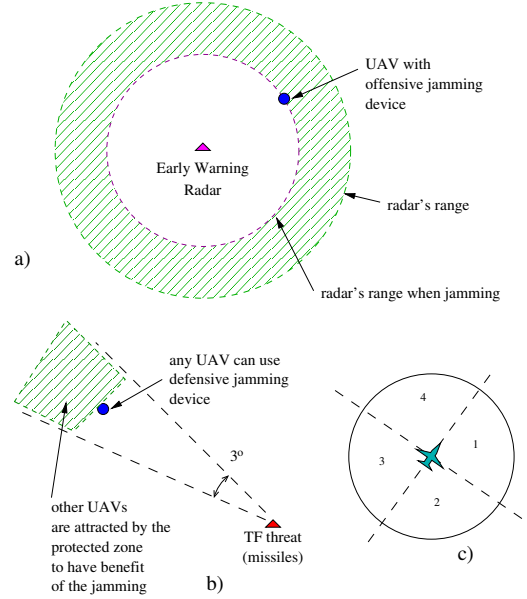 UAV with
offensive jamming
device
Early Warning
Radar
radar's range
a)
radar's range when jamming
any UAV can use
defensive jamming
device
4
1
3
2
3º
other UAVs
are attracted by the
protected zone
to have benefit
of the jamming
TF threat
(missiles)
b)
c)